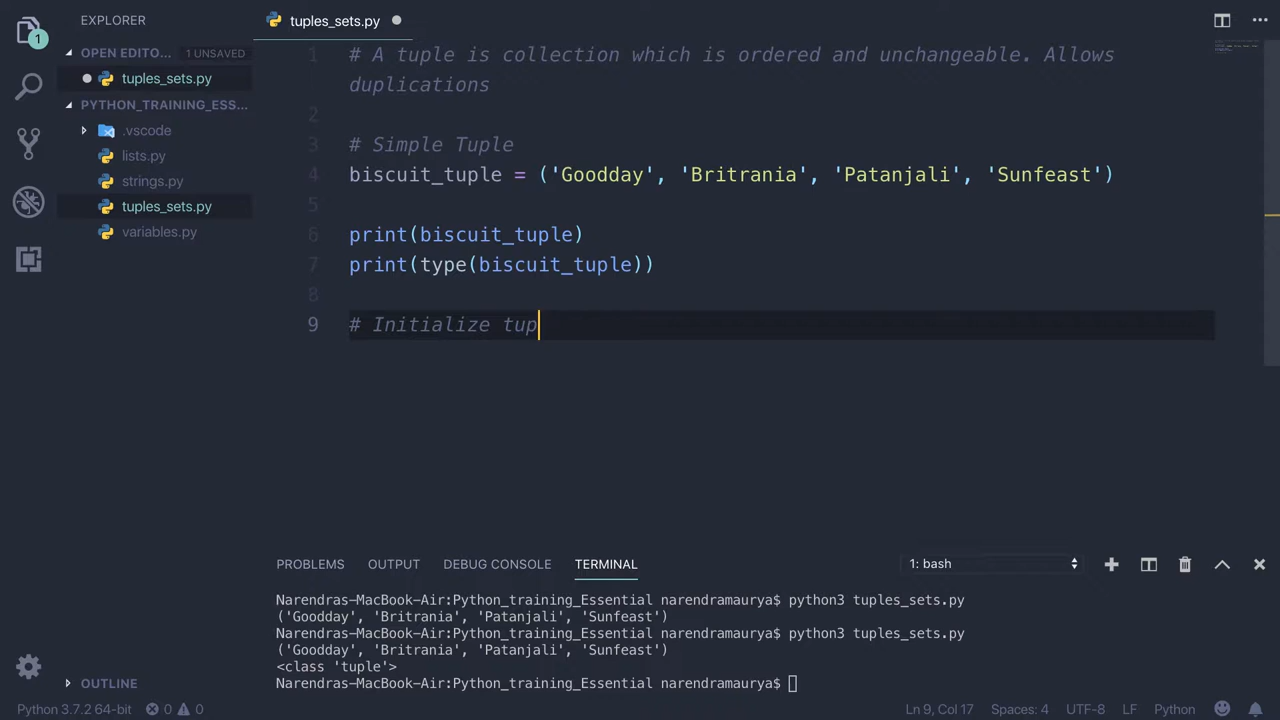 EXPLORER
tuples_sets.py
OPEN EDITO... 1 UNSAVED
1
tuples_sets.py
PYTHON_TRAINING_ESS...
.vscode
lists.py
strings.py
tuples_sets.py
variables.py
1 # A tuple is collection which is ordered and unchangeable. Allows
duplications
2
3 # Simple Tuple
4 biscuit_tuple = ('Goodday', 'Britrania', 'Patanjali', 'Sunfeast')
5
6 print(biscuit_tuple)
7 print(type(biscuit_tuple))
8
9 # Initialize tup
PROBLEMS OUTPUT DEBUG CONSOLE TERMINAL 1: bash
Narendras-MacBook-Air:Python_training_Essential narendramaurya$ python3 tuples_sets.py
('Goodday', 'Britrania', 'Patanjali', 'Sunfeast')
Narendras-MacBook-Air:Python_training_Essential narendramaurya$ python3 tuples_sets.py
('Goodday', 'Britrania', 'Patanjali', 'Sunfeast')
<class 'tuple'>
Narendras-MacBook-Air:Python_training_Essential narendramaurya$
OUTLINE
Python 3.7.2 64-bit 0 0 Ln 9, Col 17 Spaces: 4 UTF-8 LF Python